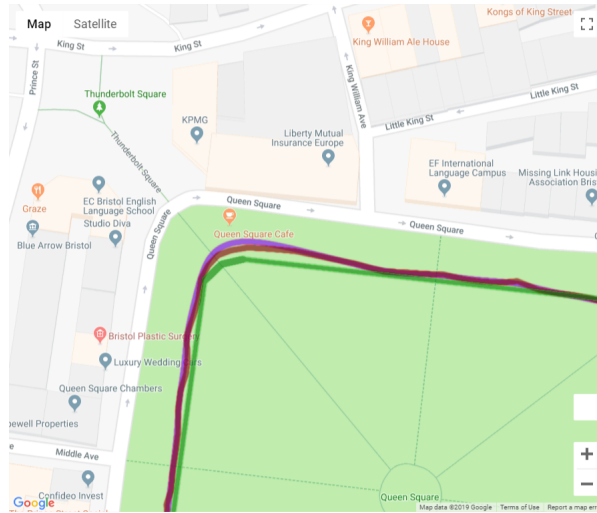 Map
Satellite
Kongs of King Street
King St
King St
King William Ale House
Prince St
Thunderbolt Square
King William Ave
Little King St
Little King St
KPMG
Liberty Mutual
Insurance Europe
Thunderbolt Square
EF International
Language Campus
Missing Link Hous
Association Bris
EC Bristol English
Language School
Graze
Studio Diva
Queen Square
Queen Square
Queen Square Cafe
Queen Square
Blue Arrow Bristol
Bristol Plastic Surgery
Luxury Wedding Cars
Queen Square Chambers
ewell Properties
Middle Ave
Confideo Invest
Queen Square
Google
Map data ©2019 Google
Terms of Use
Report a map err